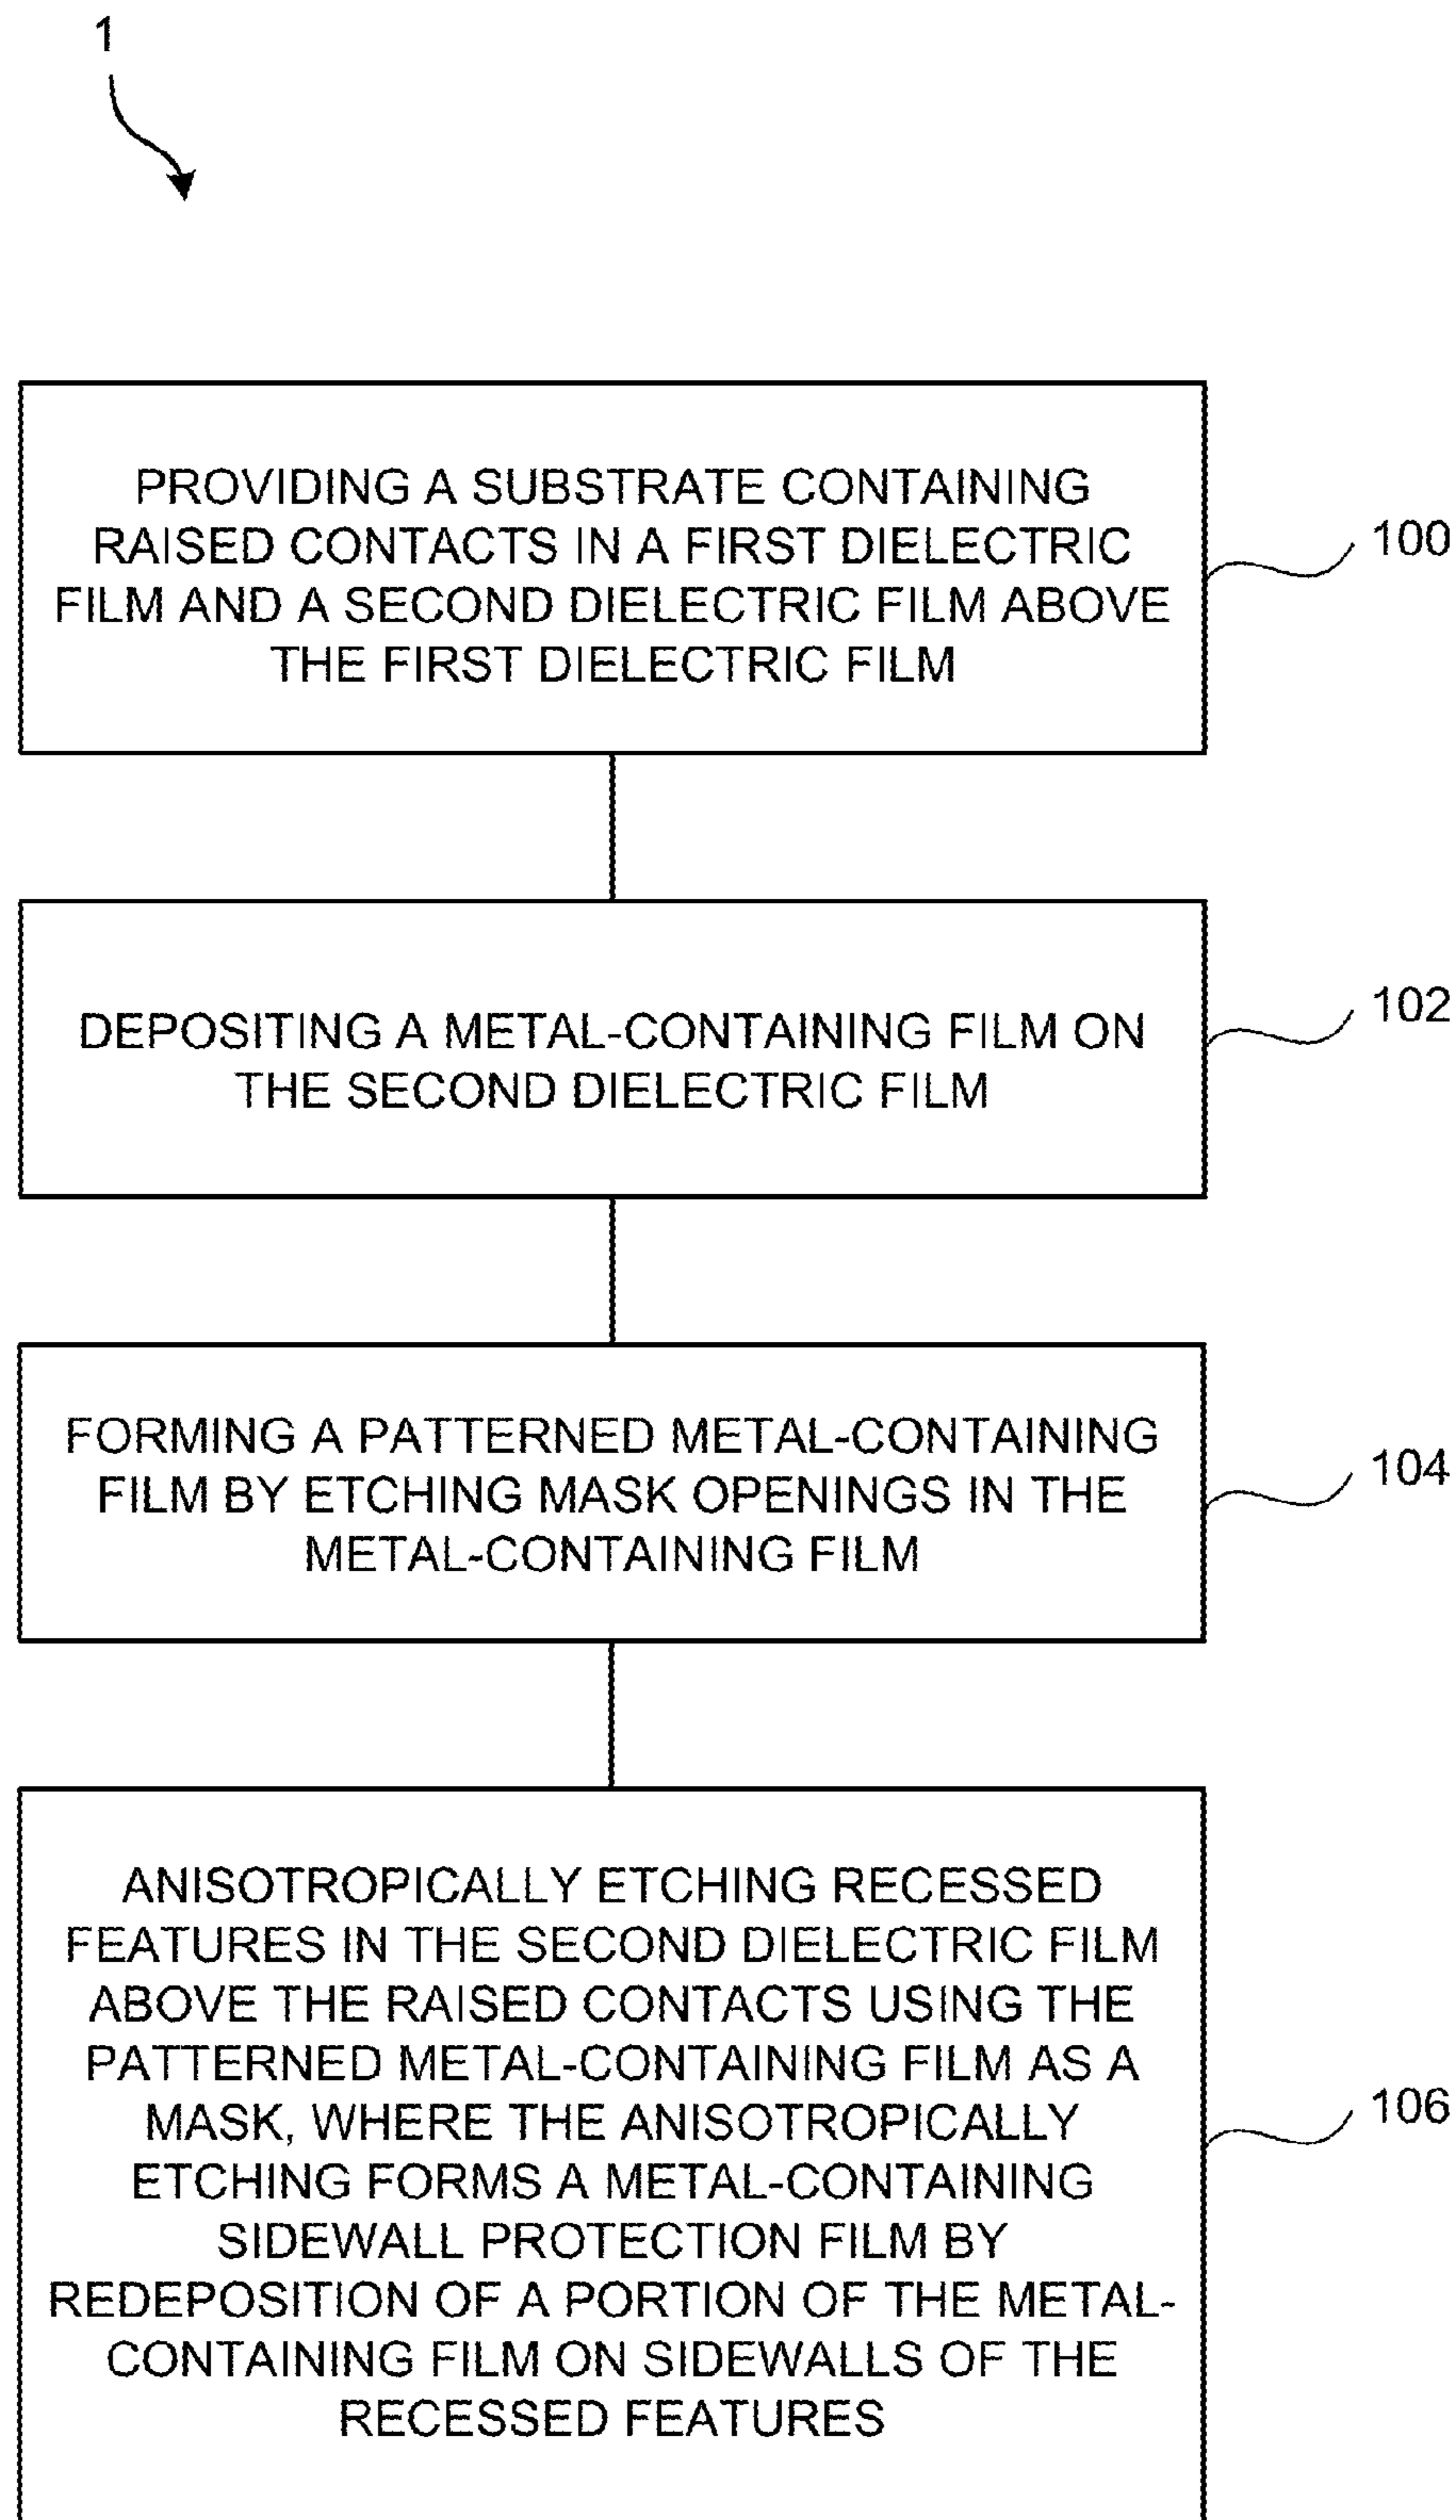 1
PROVIDING A SUBSTRATE CONTAINING
RAISED CONTACTS IN A FIRST DIELECTRIC
FILM AND A SECOND DIELECTRIC FILM ABOVE
THE FIRST DIELECTRIC FILM
100
DEPOSITING A METAL-CONTAINING FILM ON
THE SECOND DIELECTRIC FILM
102
FORMING A PATTERNED METAL-CONTAINING
FILM BY ETCHING MASK OPENINGS IN THE
METAL-CONTAINING FILM
104
ANISOTROPICALLY ETCHING RECESSED
FEATURES IN THE SECOND DIELECTRIC FILM
ABOVE THE RAISED CONTACTS USING THE
PATTERNED METAL-CONTAINING FILM AS A
MASK, WHERE THE ANISOTROPICALLY
ETCHING FORMS A METAL-CONTAINING
SIDEWALL PROTECTION FILM BY
REDEPOSITION OF A PORTION OF THE METAL-
CONTAINING FILM ON SIDEWALLS OF THE
RECESSED FEATURES
106